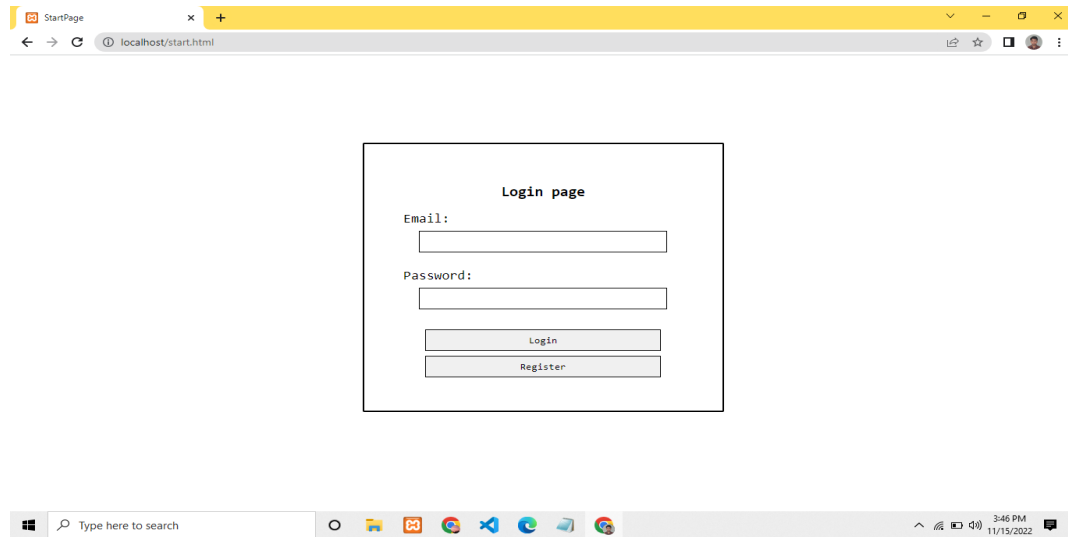 StartPage
localhost/start.html
Login page
Email:
Password:
Login
Register
Type here to search
3:46 PM
11/15/2022